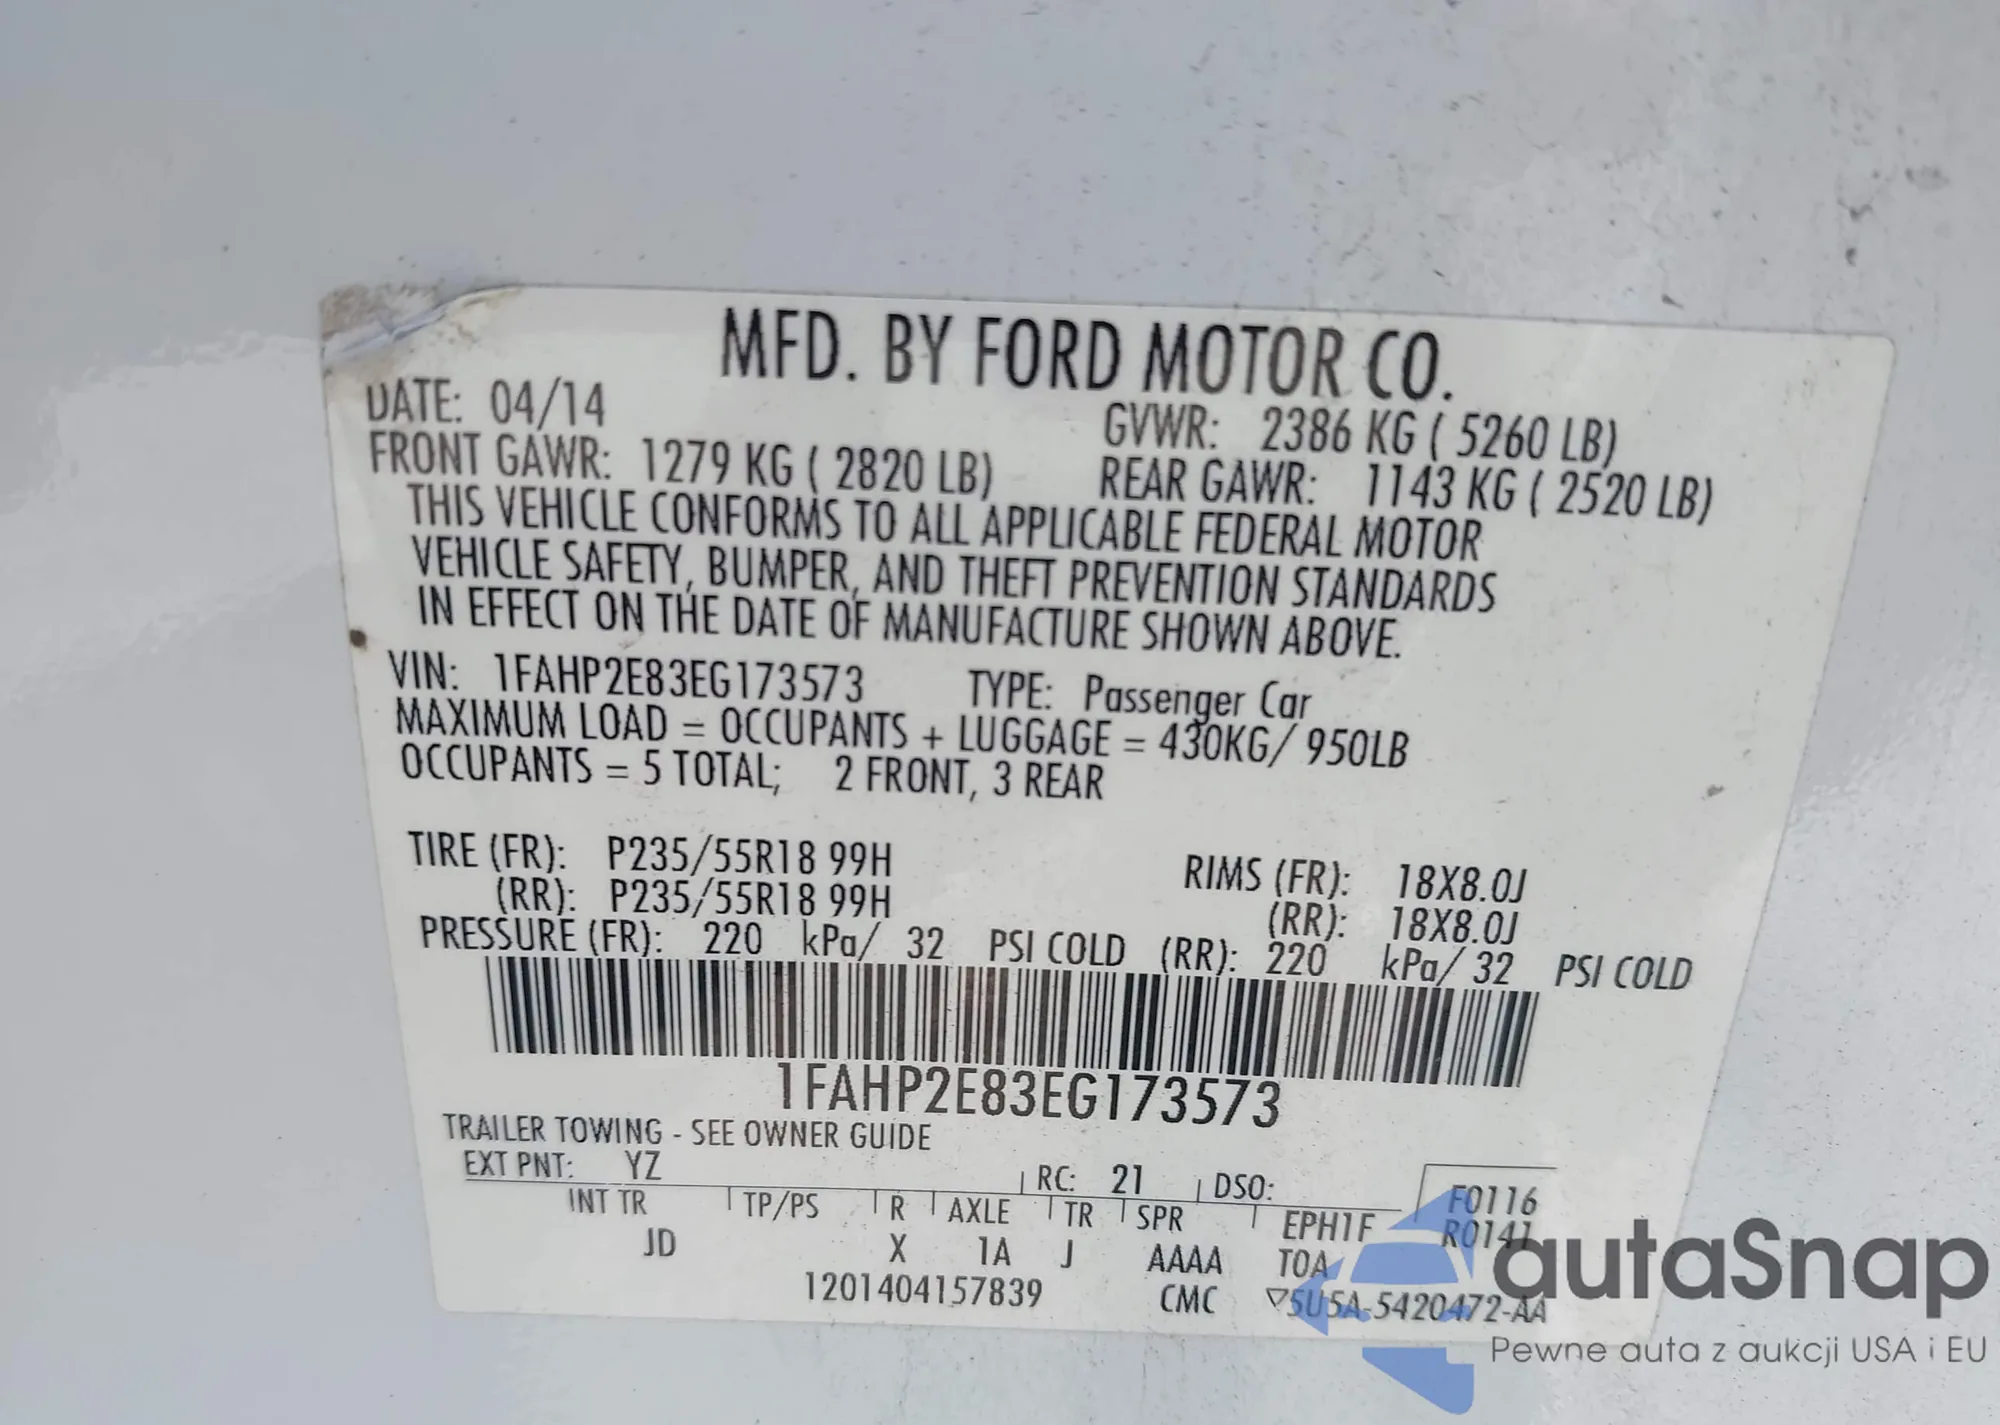 MFD. BY FORD MOTOR CO.
DATE: 04/14 GVWR: 2386 KG ( 5260 LB)
FRONT GAWR: 1279 KG ( 2820 LB) REAR GAWR: 1143 KG ( 2520 LB)
THIS VEHICLE CONFORMS TO ALL APPLICABLE FEDERAL MOTOR
VEHICLE SAFETY, BUMPER, AND THEFT PREVENTION STANDARDS
IN EFFECT ON THE DATE OF MANUFACTURE SHOWN ABOVE.
VIN: 1FAHP2E83EG173573 TYPE: Passenger Car
MAXIMUM LOAD = OCCUPANTS + LUGGAGE = 430KG/ 950LB
OCCUPANTS = 5 TOTAL; 2 FRONT, 3 REAR
TIRE (FR): P235/55R18 99H RIMS (FR): 18X8.0J
(RR): P235/55R18 99H (RR): 18X8.0J
PRESSURE (FR): 220 kPa/ 32 PSI COLD (RR): 220 kPa/ 32 PSI COLD
1FAHP2E83EG173573
TRAILER TOWING - SEE OWNER GUIDE
EXT PNT: YZ RC: 21 DSO: F0116
INT TR TP/PS R AXLE TR SPR EPH1F R0141
JD X 1A J AAAA TOA
1201404157839 CMC ▽5U5A-5420472-AA
autaSnap
Pewne auta z aukcji USA i EU